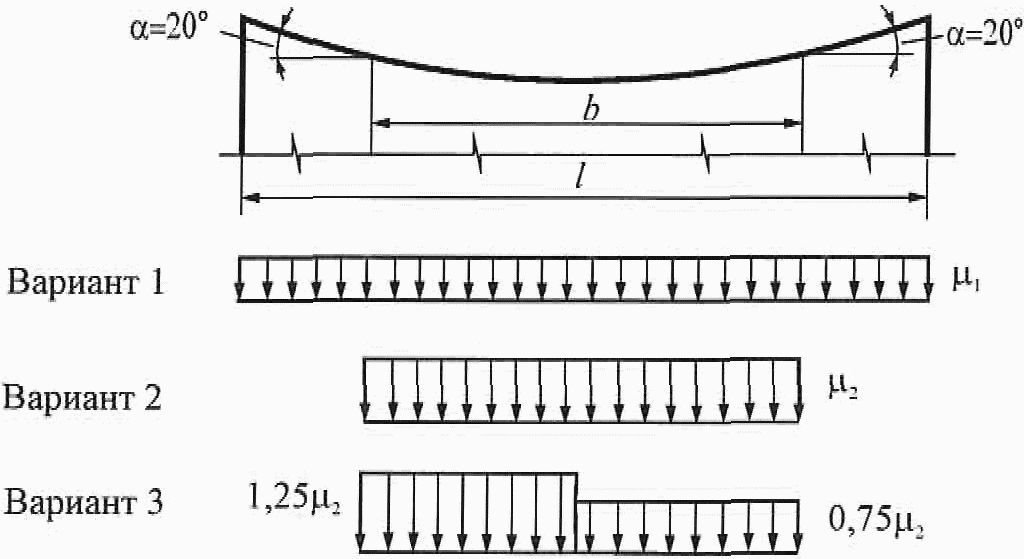 α=20°
α=20°
b
l
Вариант 1
μ₁
Вариант 2
μ₂
Вариант 3
1,25μ₂
0,75μ₂